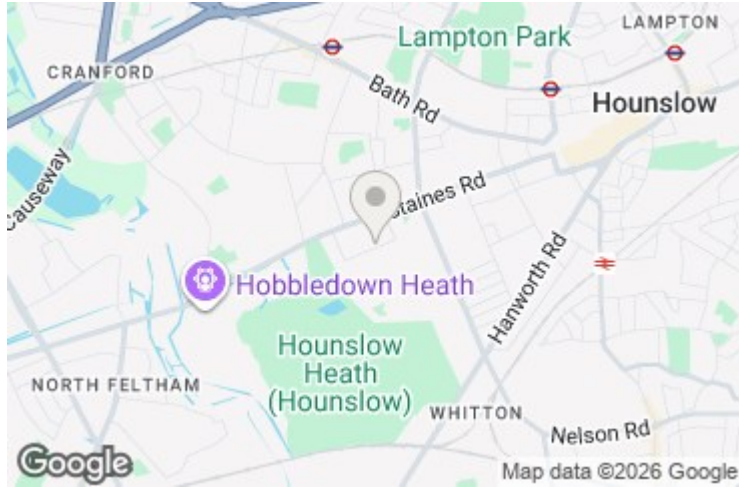 LAMPTON
Lampton Park
CRANFORD
Bath Rd
Hounslow
Causeway
Staines Rd
Hanworth Rd
Hobbledown Heath
Hounslow
Heath
(Hounslow)
NORTH FELTHAM
WHITTON
Nelson Rd
Google
Map data ©2026 Google